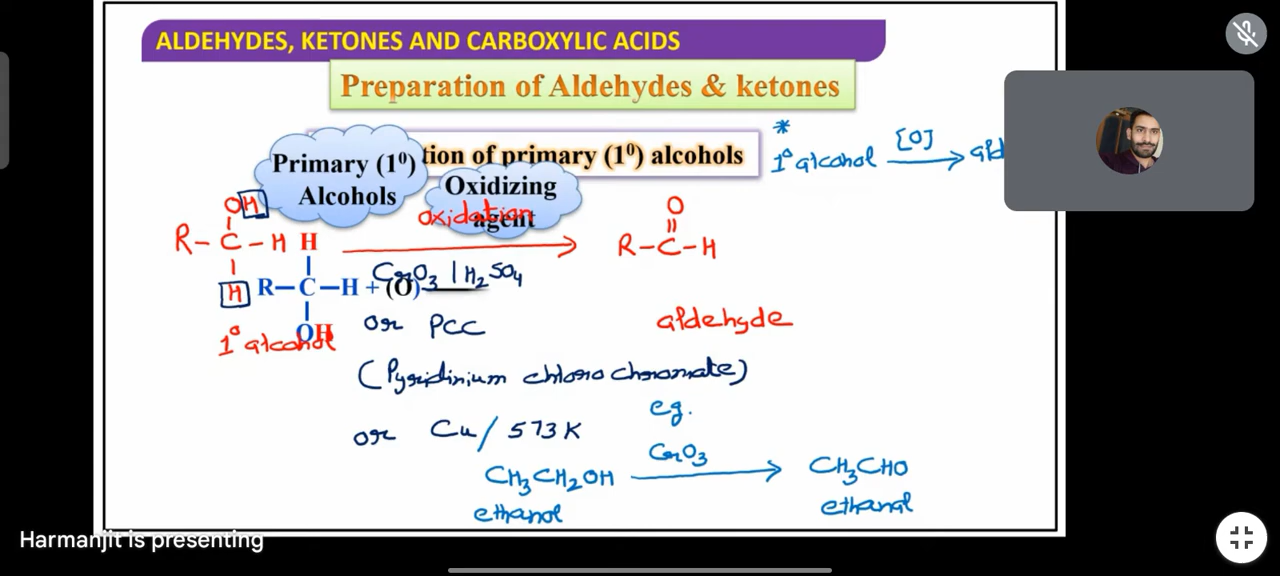 ALDEHYDES, KETONES AND CARBOXYLIC ACIDS
Preparation of Aldehydes & ketones
tion of primary (1⁰) alcohols
Primary (1⁰)
Alcohols
Oxidizing
agent
*
1° alcohol [O] → ald
OH
R–C–H
H
1° alcohol
H
R–C–H + (O)
OH
oxidation
CrO₃ | H₂SO₄
or PCC
(Pyridinium chlorochromate)
or Cu/573K
O
R–C–H
aldehyde
eg.
CH₃CH₂OH CrO₃ → CH₃CHO
ethanol ethanal
Harmanjit is presenting